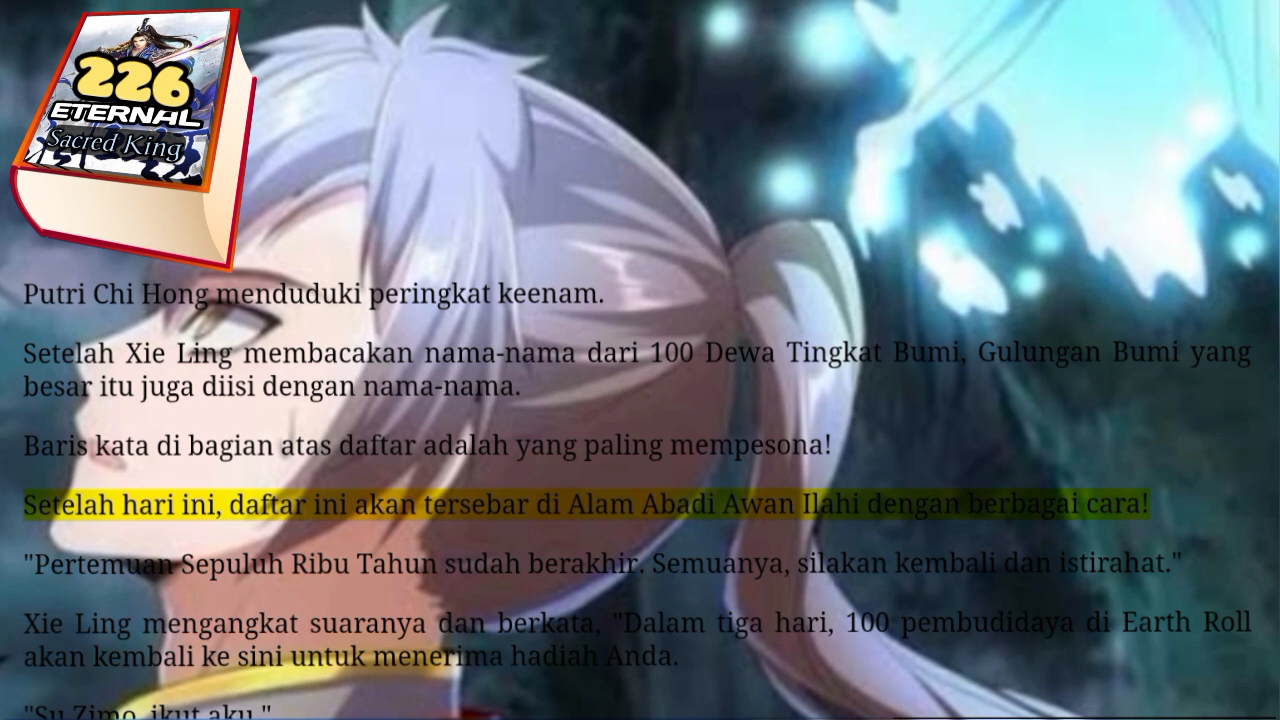 226
ETERNAL
Sacred King
Putri Chi Hong menduduki peringkat keenam.
Setelah Xie Ling membacakan nama-nama dari 100 Dewa Tingkat Bumi, Gulungan Bumi yang
besar itu juga diisi dengan nama-nama.
Baris kata di bagian atas daftar adalah yang paling mempesona!
Setelah hari ini, daftar ini akan tersebar di Alam Abadi Awan Ilahi dengan berbagai cara!
"Pertemuan Sepuluh Ribu Tahun sudah berakhir. Semuanya, silakan kembali dan istirahat."
Xie Ling mengangkat suaranya dan berkata, "Dalam tiga hari, 100 pembudidaya di Earth Roll
akan kembali ke sini untuk menerima hadiah Anda.
"Su Zimo, ikut aku."